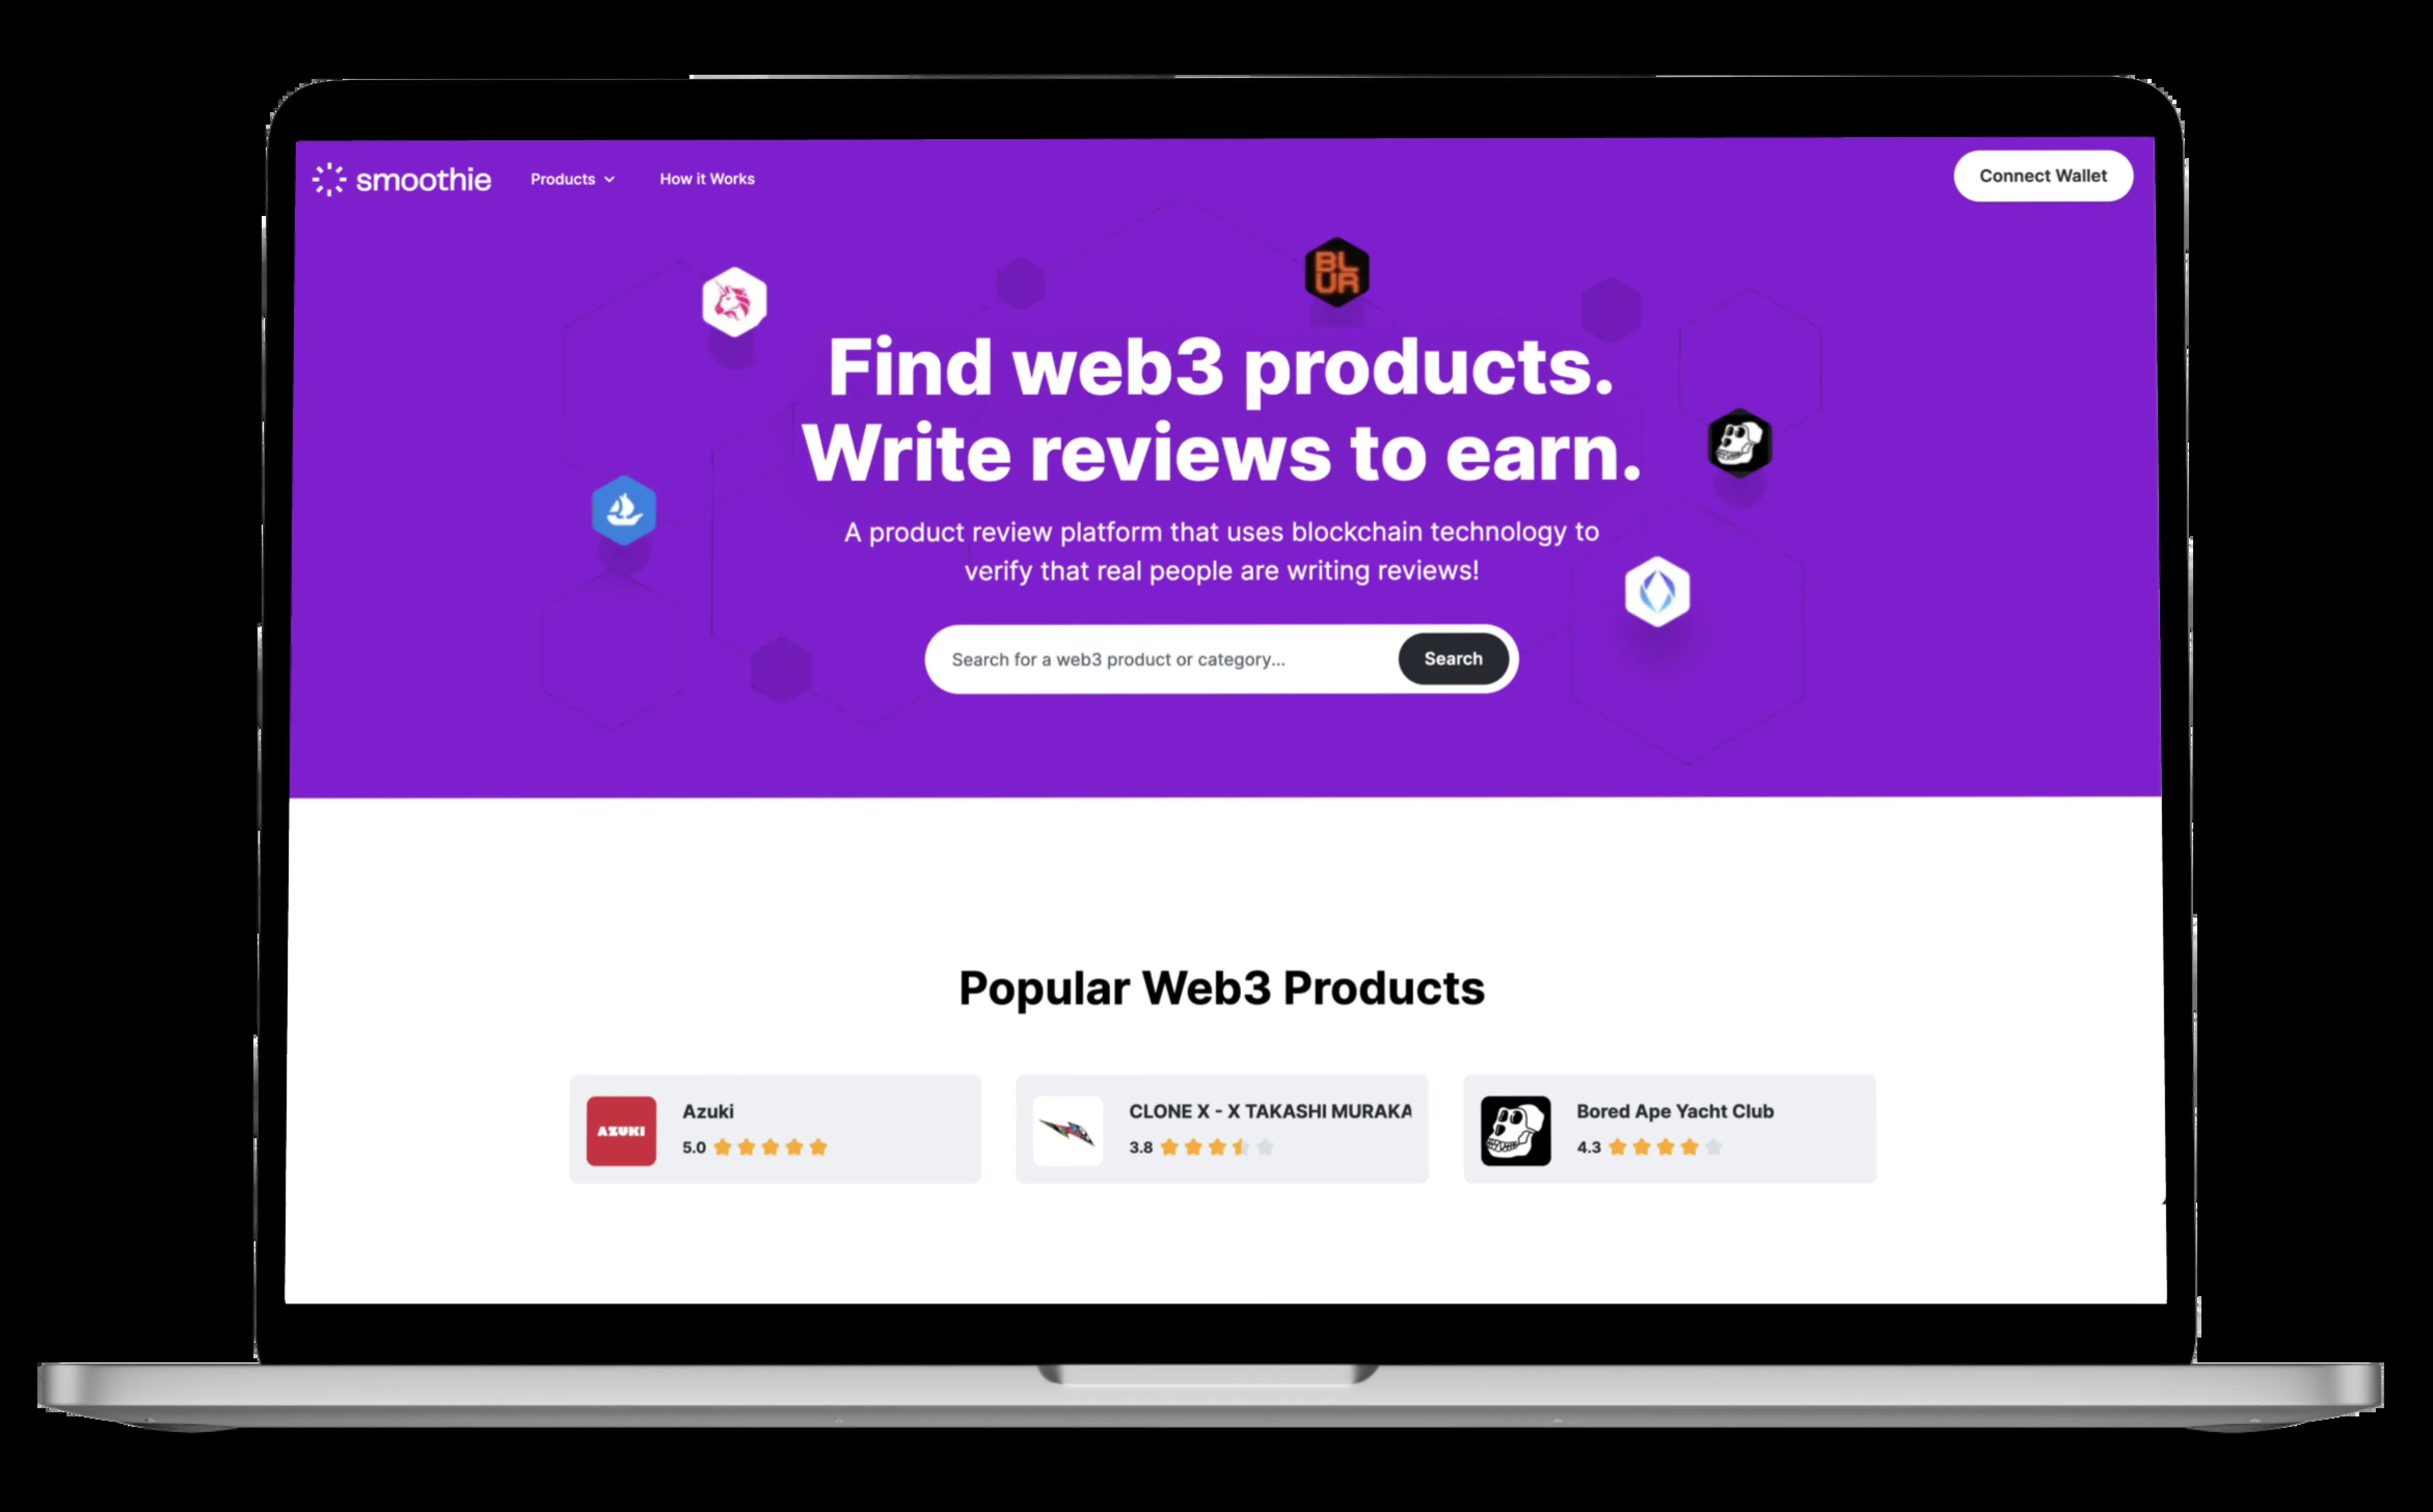 smoothie
Products
How it Works
Connect Wallet
BL
UR
Find web3 products.
Write reviews to earn.
A product review platform that uses blockchain technology to
verify that real people are writing reviews!
Search for a web3 product or category...
Search
Popular Web3 Products
AZUKI
Azuki
5.0
CLONE X - X TAKASHI MURAKA
3.8
Bored Ape Yacht Club
4.3